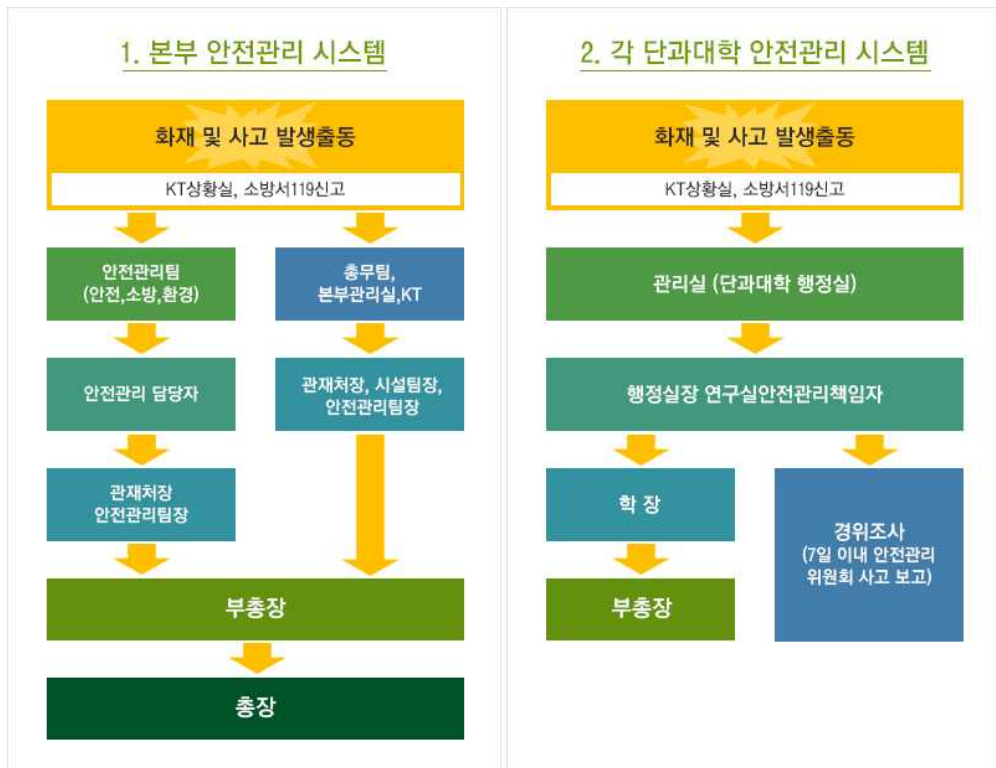 1. 본부 안전관리 시스템
화재 및 사고 발생출동
KT상황실, 소방서119신고
안전관리팀
(안전,소방,환경)
총무팀,
본부관리실,KT
안전관리 담당자
관재처장, 시설팀장,
안전관리팀장
관재처장
안전관리팀장
부총장
총장
2. 각 단과대학 안전관리 시스템
화재 및 사고 발생출동
KT상황실, 소방서119신고
관리실 (단과대학 행정실)
행정실장 연구실안전관리책임자
학 장
경위조사
(7일 이내 안전관리
위원회 사고 보고)
부총장